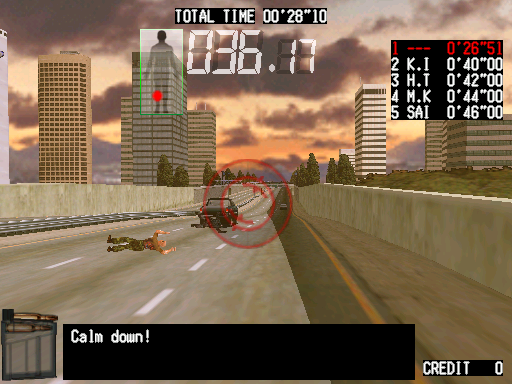 TOTAL TIME 00'28"10
036.17
1 --- 0'26"51
2 K.I 0'40"00
3 H.T 0'42"00
4 M.K 0'44"00
5 SAI 0'46"00
Calm down!
CREDIT 0